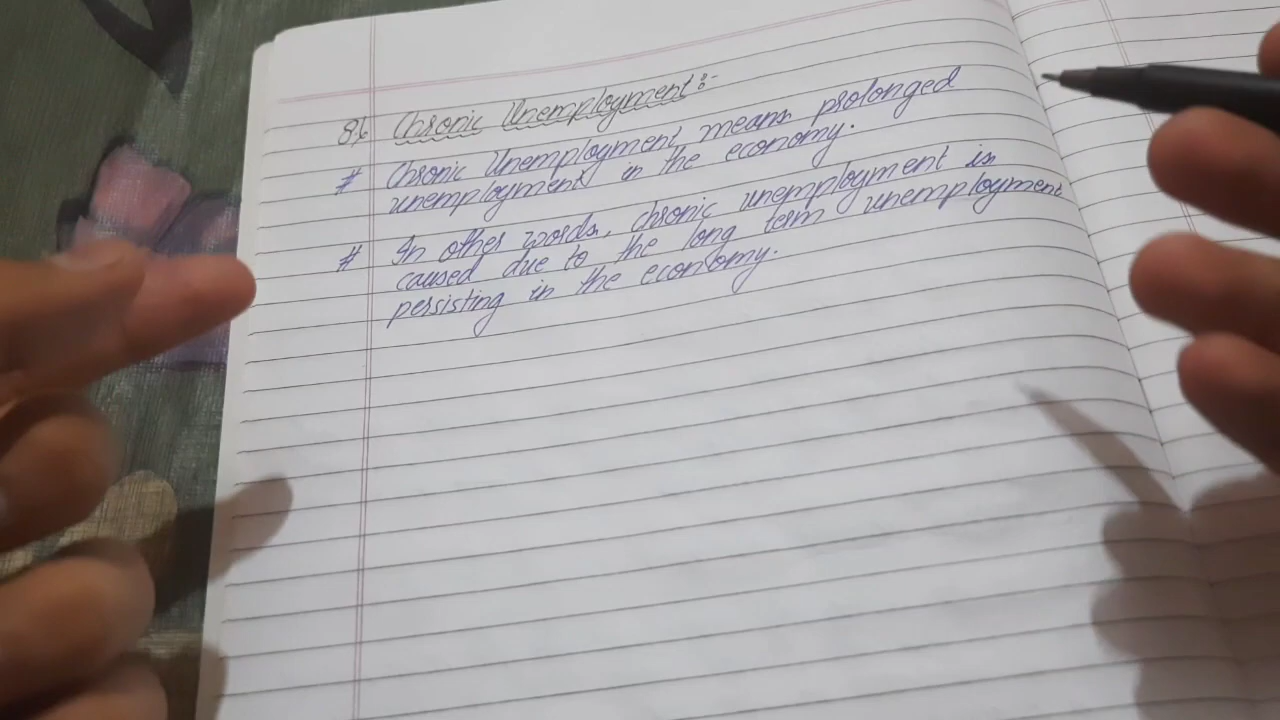 8.6 Chronic Unemployment :-
# Chronic Unemployment means prolonged
unemployment in the economy.
# In other words, chronic unemployment is
caused due to the long term unemployment
persisting in the economy.